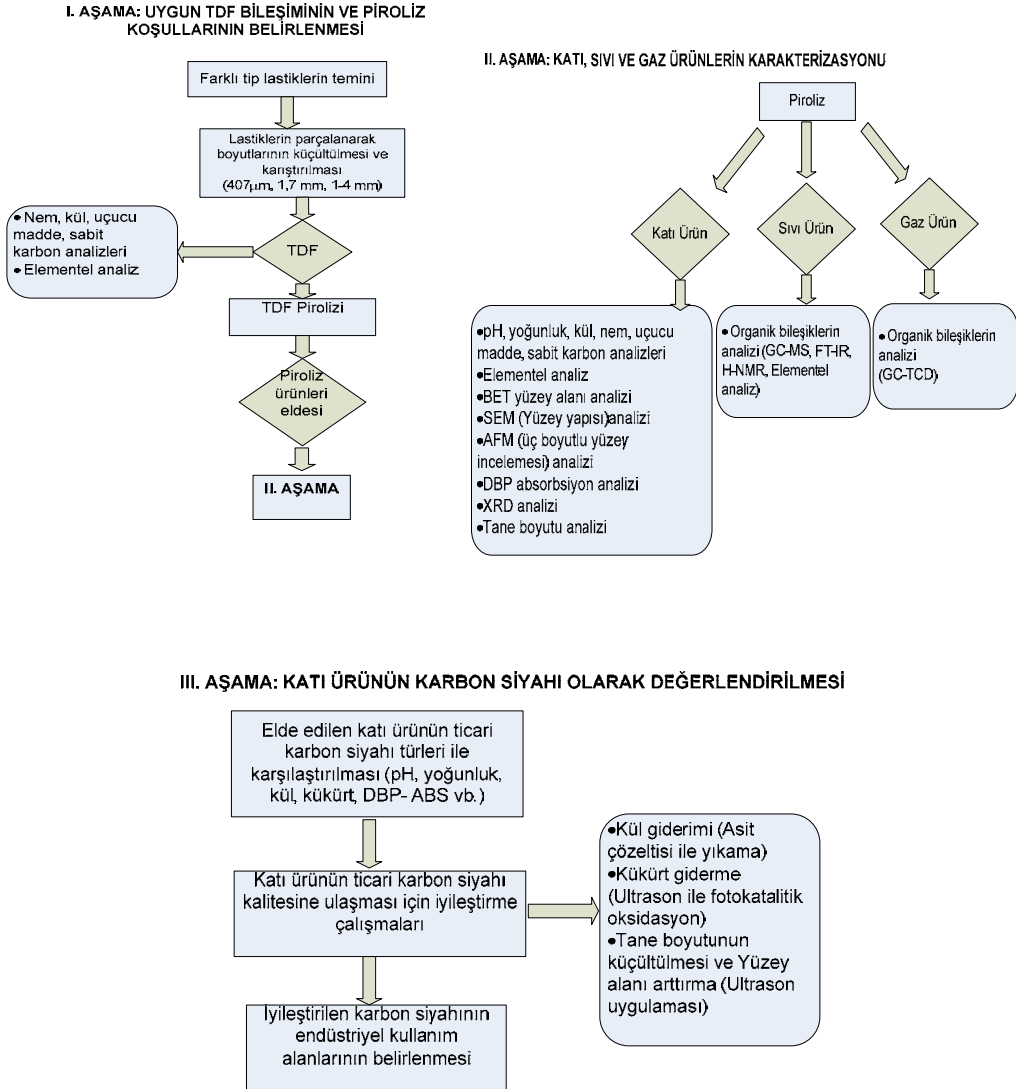 I. AŞAMA: UYGUN TDF BİLEŞİMİNİN VE PİROLİZ
KOŞULLARININ BELİRLENMESİ
Farklı tip lastiklerin temini
Lastiklerin parçalanarak
boyutlarının küçültülmesi ve
karıştırılması
(407µm, 1,7 mm, 1-4 mm)
• Nem, kül, uçucu
madde, sabit
karbon analizleri
• Elementel analiz
TDF
TDF Pirolizi
Piroliz
ürünleri
eldesi
II. AŞAMA
II. AŞAMA: KATI, SIVI VE GAZ ÜRÜNLERİN KARAKTERİZASYONU
Piroliz
Katı Ürün
Sıvı Ürün
Gaz Ürün
•pH, yoğunluk, kül, nem, uçucu
madde, sabit karbon analizleri
•Elementel analiz
•BET yüzey alanı analizi
•SEM (Yüzey yapısı)analizi
•AFM (üç boyutlu yüzey
incelemesi) analizi
•DBP absorbsiyon analizi
•XRD analizi
•Tane boyutu analizi
• Organik bileşiklerin
analizi (GC-MS, FT-IR,
H-NMR, Elementel
analiz)
• Organik bileşiklerin
analizi
(GC-TCD)
III. AŞAMA: KATI ÜRÜNÜN KARBON SİYAHI OLARAK DEĞERLENDİRİLMESİ
Elde edilen katı ürünün ticari
karbon siyahı türleri ile
karşılaştırılması (pH, yoğunluk,
kül, kükürt, DBP- ABS vb.)
Katı ürünün ticari karbon siyahı
kalitesine ulaşması için iyileştirme
çalışmaları
•Kül giderimi (Asit
çözeltisi ile yıkama)
•Kükürt giderme
(Ultrason ile fotokatalitik
oksidasyon)
•Tane boyutunun
küçültülmesi ve Yüzey
alanı arttırma (Ultrason
uygulaması)
İyileştirilen karbon siyahının
endüstriyel kullanım
alanlarının belirlenmesi